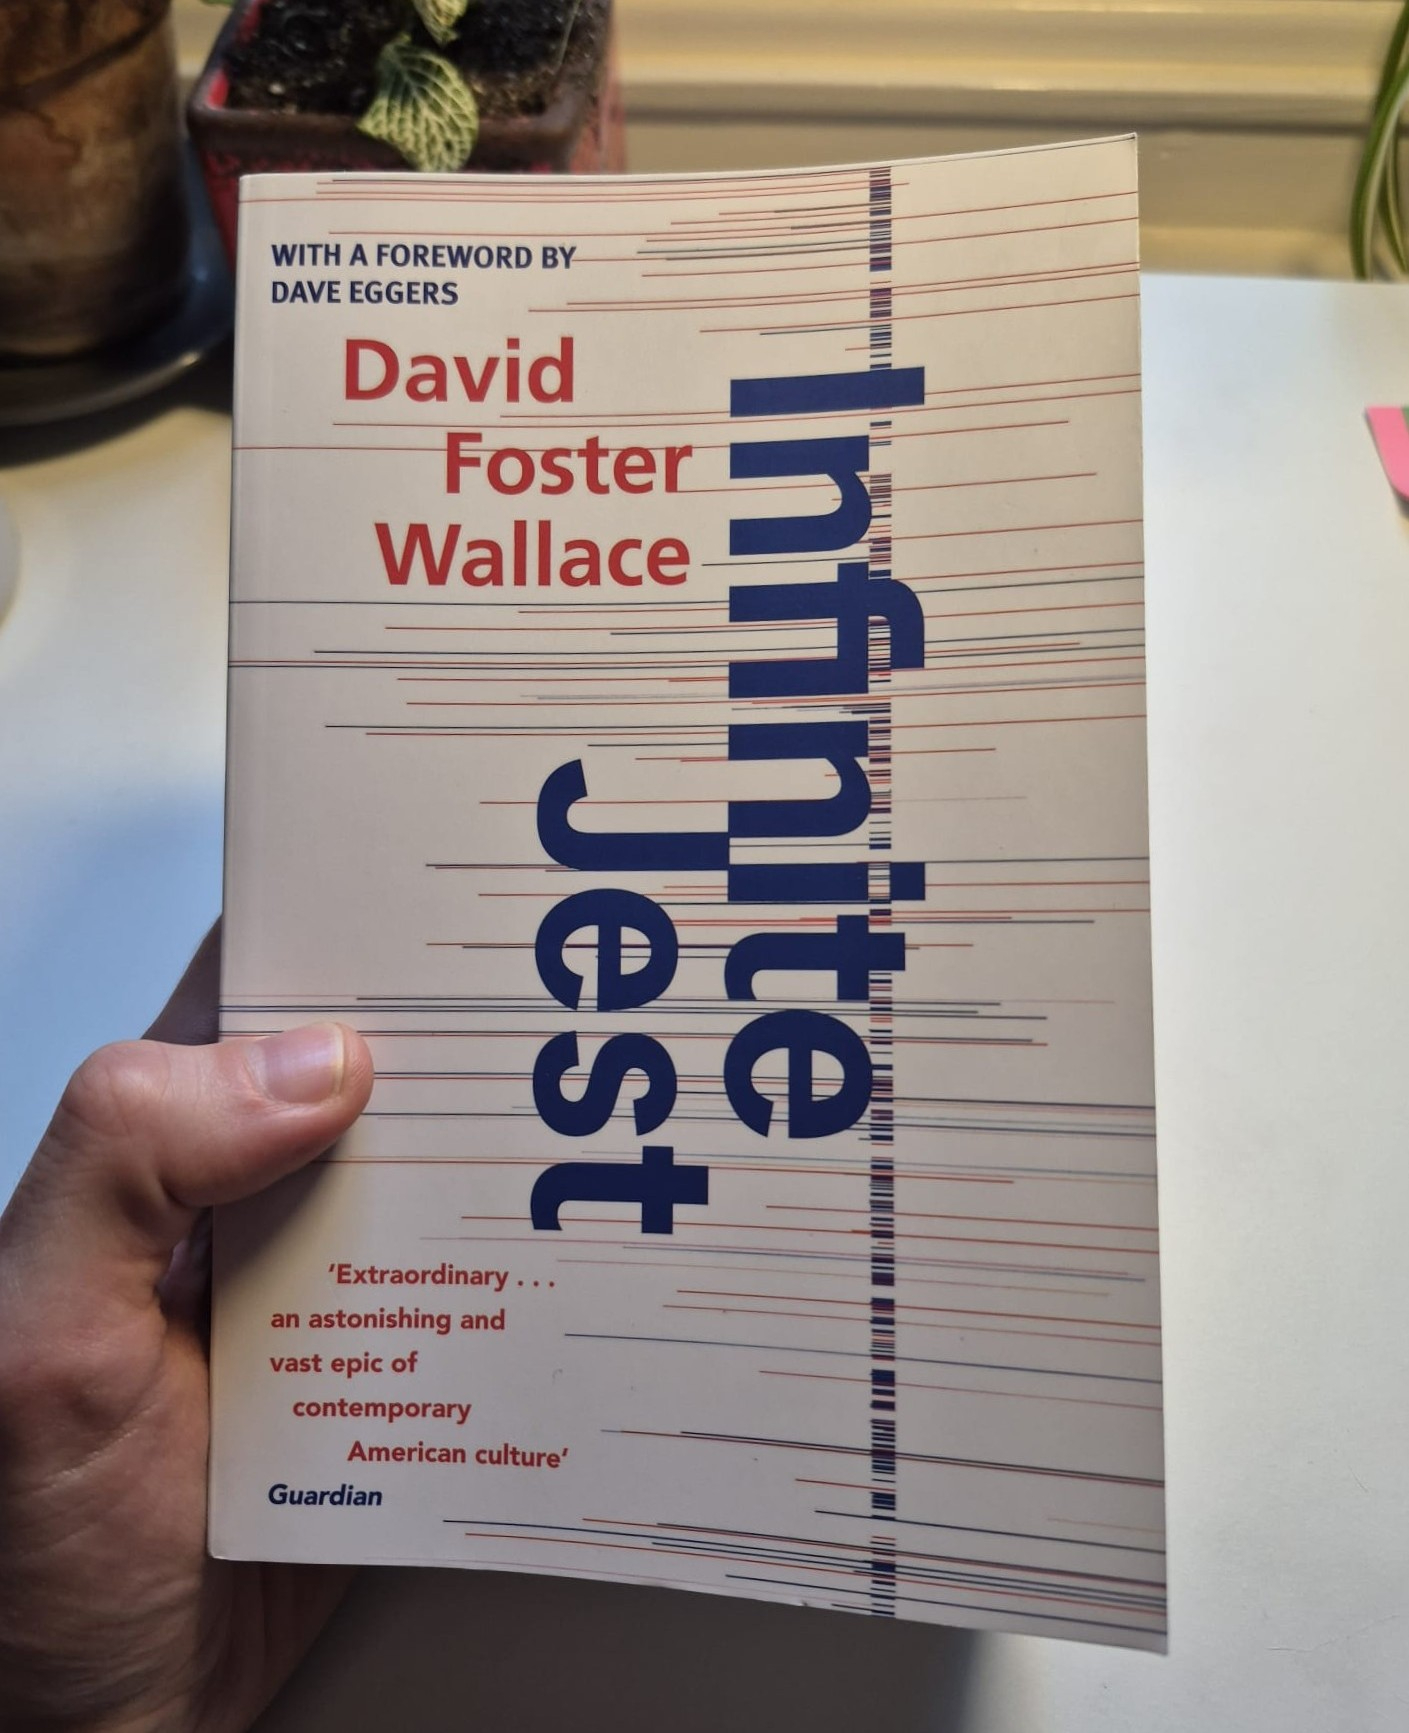 WITH A FOREWORD BY
DAVE EGGERS
David
Foster
Wallace
Infinite
Jest
‘Extraordinary . . .
an astonishing and
vast epic of
contemporary
American culture’
Guardian